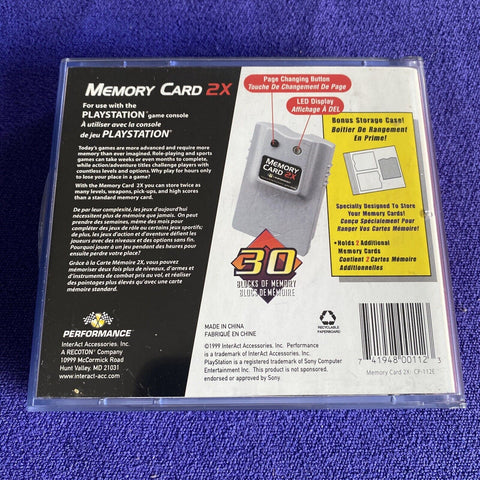 MEMORY CARD 2X
For use with the
PLAYSTATION® game console
À utiliser avec la console
de jeu PLAYSTATION®
Today's games are more advanced and require more
memory than ever imagined. Role-playing and sports
games can take weeks or even months to complete,
while action/adventure titles challenge players with
countless levels and options. Why play for hours only
to lose your place in a game?
With the Memory Card 2X you can store twice as
many levels, weapons, pick-ups, and high scores
than a standard memory card.
De par leur complexité, les jeux d'aujourd'hui
nécessitent plus de mémoire que jamais. On peut
prendre des semaines, même des mois pour
compléter des jeux de rôle ou certains jeux sportifs;
de plus, les jeux d'action et d'aventure défient les
joueurs avec des niveaux et des options sans fin.
Pourquoi jouer à un jeu pendant des heures pour
ensuite perdre votre place?
Grâce à la Carte Mémoire 2X, vous pouvez
mémoriser deux fois plus de niveaux, d'armes et
d'instruments de combat pris au vol, et réaliser
des pointages plus élevés qu'avec une carte
mémoire standard.
PERFORMANCE®
InterAct Accessories, Inc.
A RECOTON® Company
10999 McCormick Road
Hunt Valley, MD 21031
www.interact-acc.com
Page Changing Button
Touche De Changement De Page
LED Display
Affichage À DEL
MEMORY
CARD 2X
30
BLOCKS OF MEMORY
BLOCS DE MÉMOIRE
Bonus Storage Case!
Boîtier De Rangement
En Prime!
Specially Designed To Store
Your Memory Cards!
Conçu Spécialement Pour
Ranger Vos Cartes Mémoire!
• Holds 2 Additional
Memory Cards
Contient 2 Cartes Mémoire
Additionnelles
MADE IN CHINA
FABRIQUÉ EN CHINE
RECYCLABLE
PAPERBOARD
©1999 InterAct Accessories, Inc. Performance
is a trademark of InterAct Accessories, Inc.
PlayStation is a registered trademark of Sony Computer
Entertainment Inc. This product is not sponsored,
endorsed or approved by Sony.
7 41948 00112 3
Memory Card 2X CP-112E